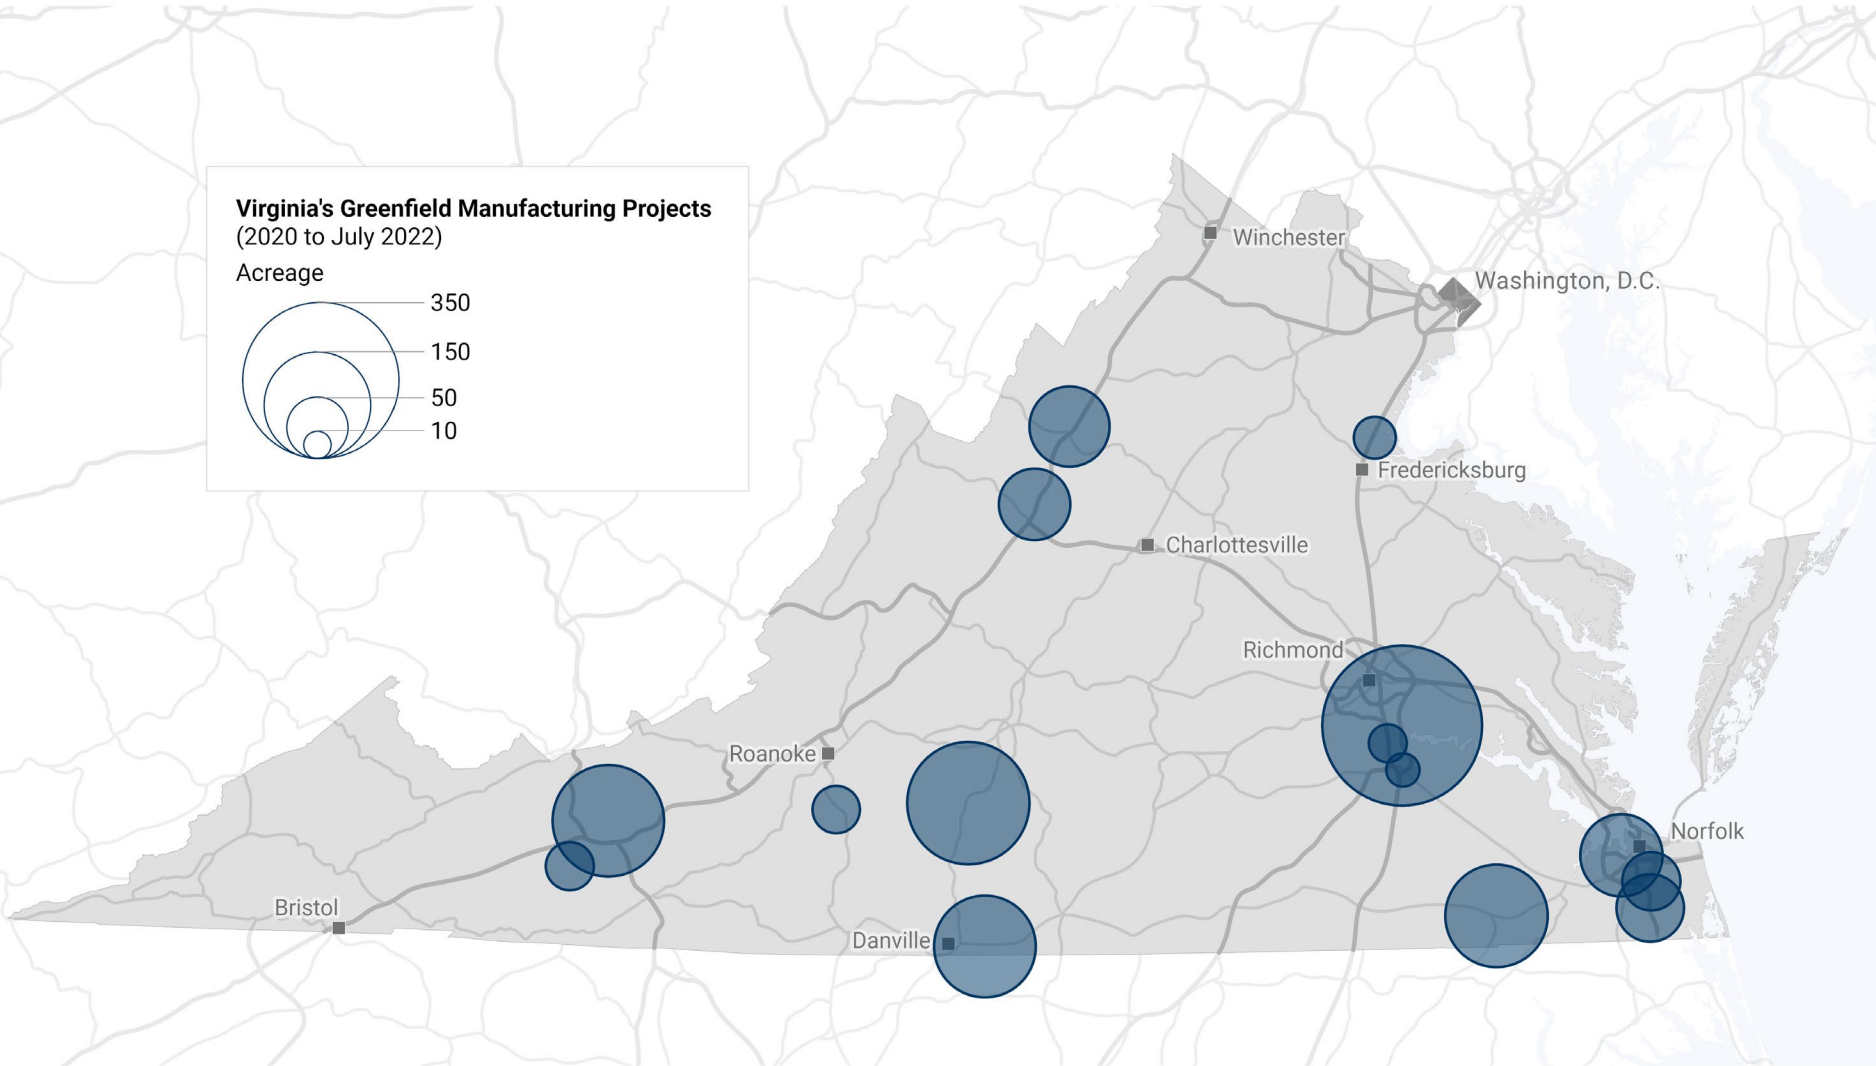 Virginia's Greenfield Manufacturing Projects
(2020 to July 2022)
Acreage
350
150
50
10
Winchester
Washington, D.C.
Fredericksburg
Charlottesville
Richmond
Roanoke
Norfolk
Bristol
Danville